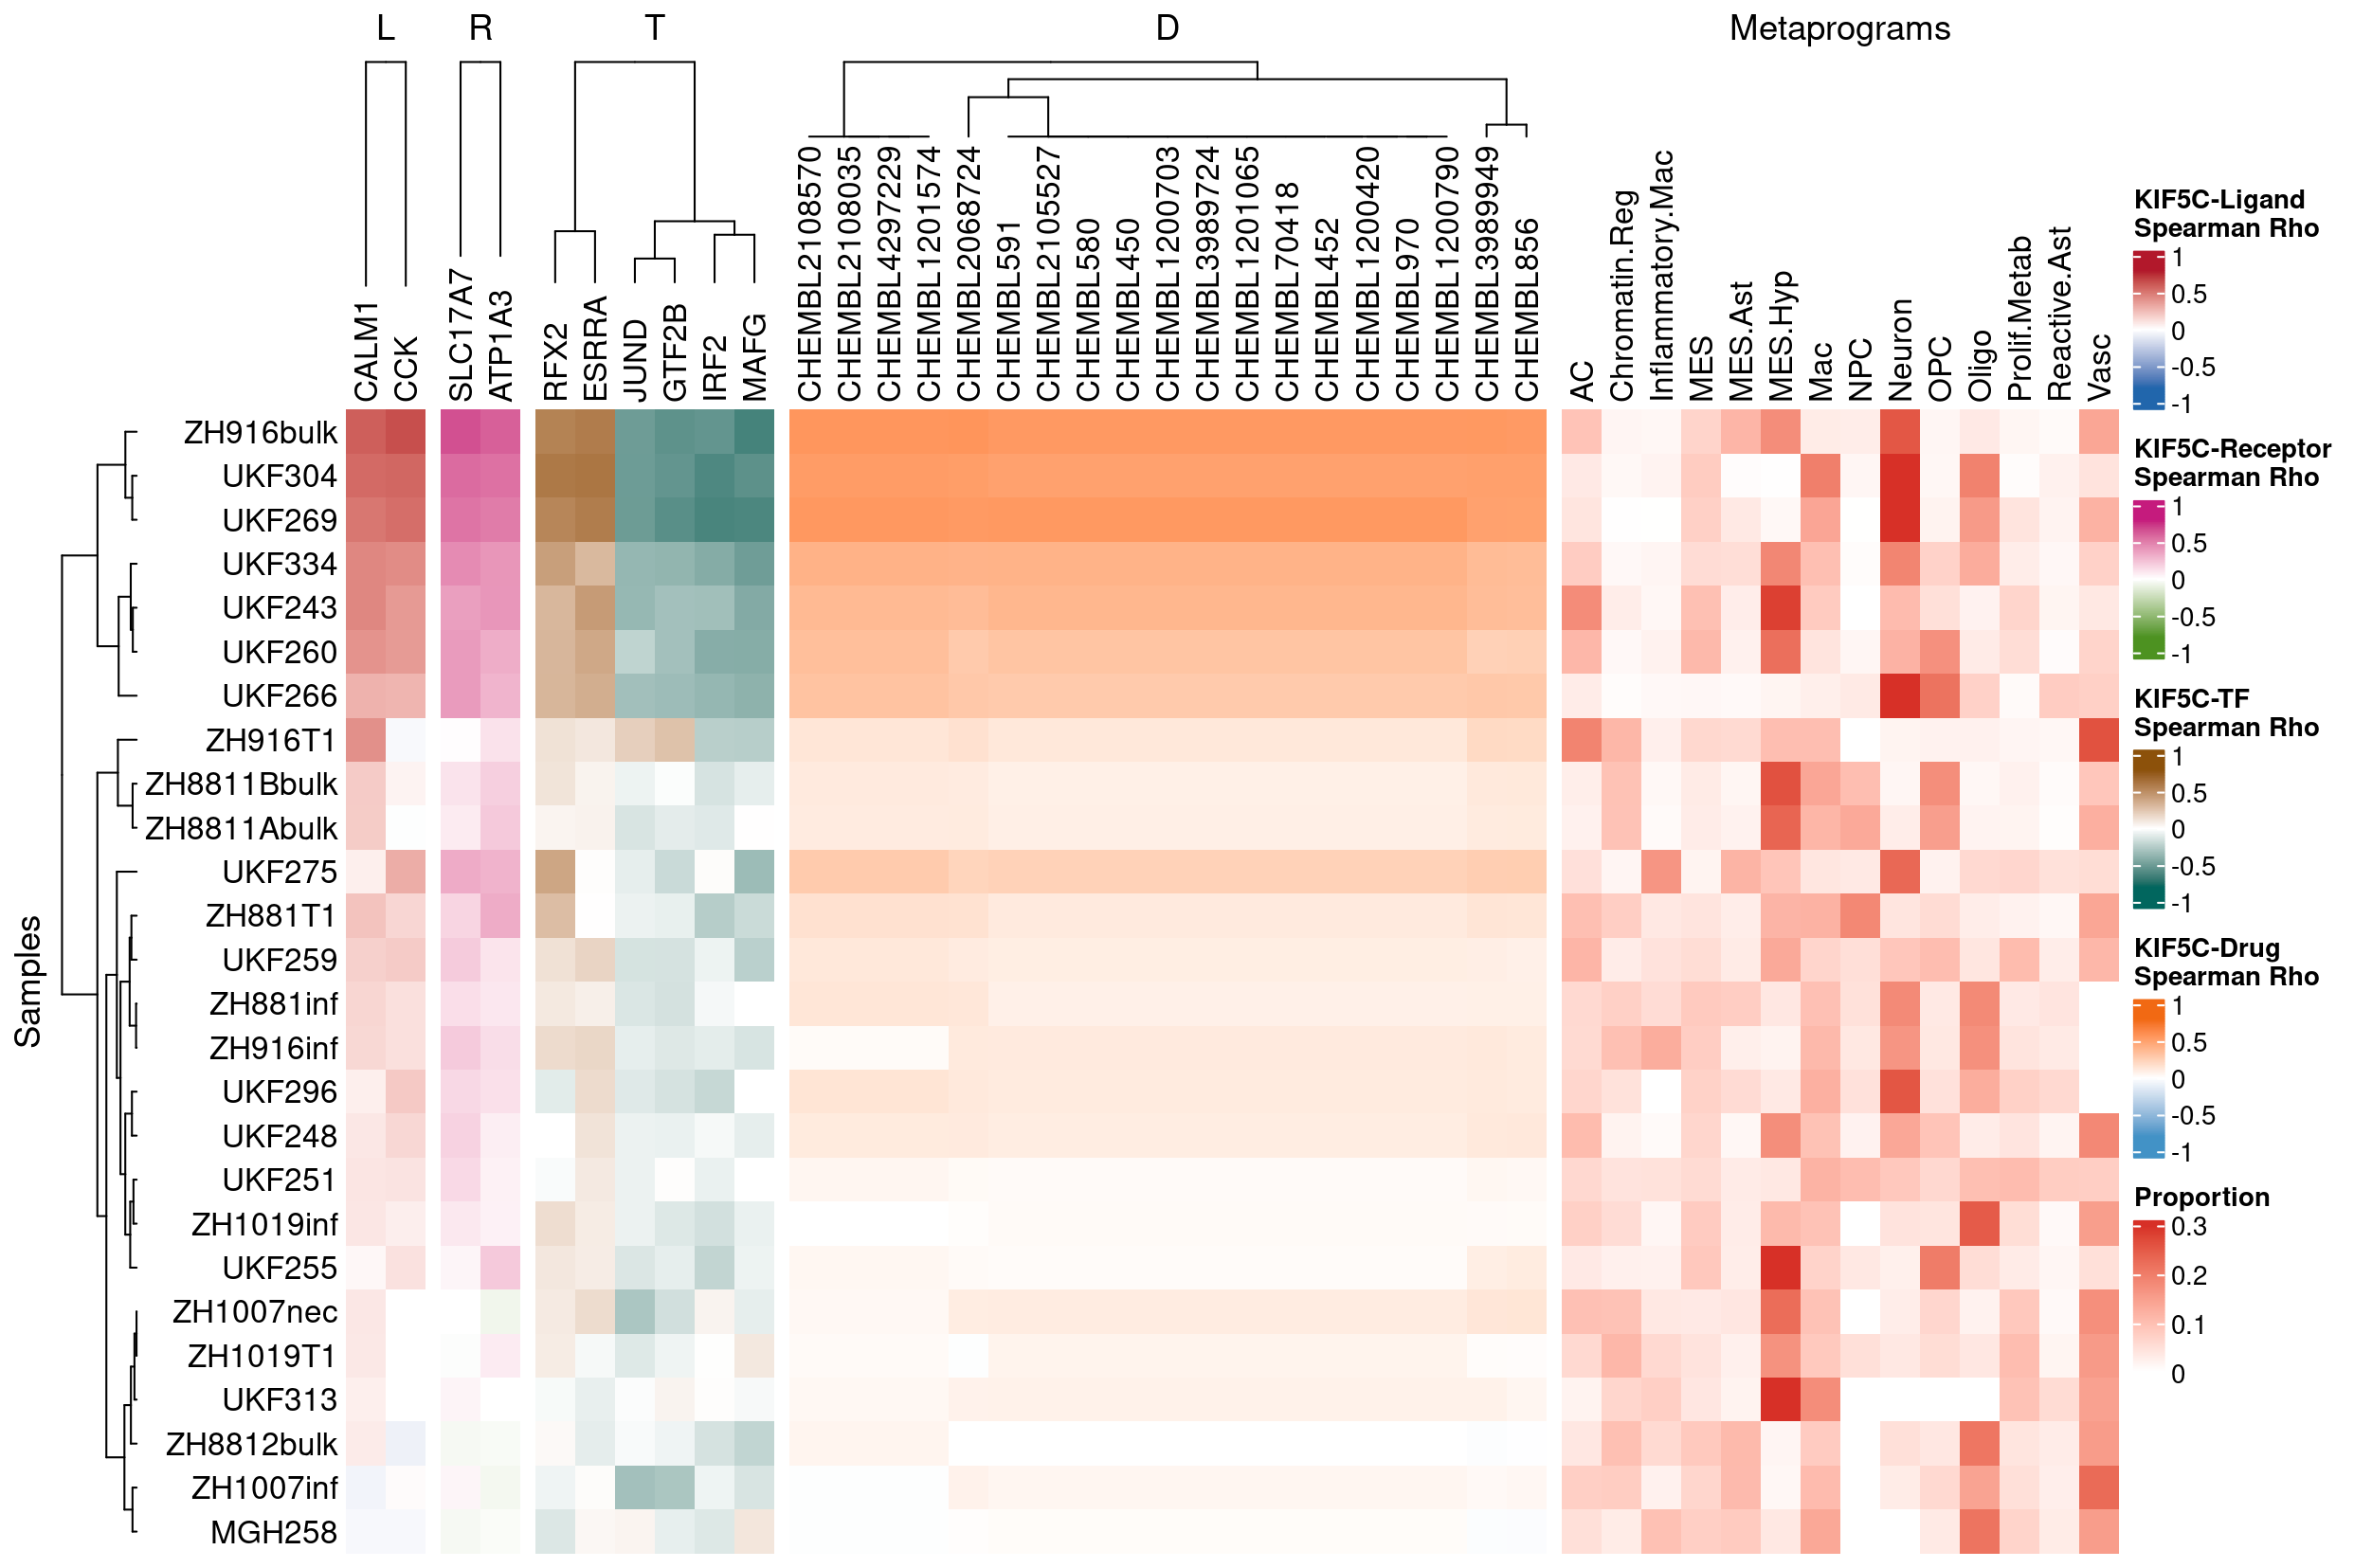 L R T D Metaprograms
CALM1
CCK
SLC17A7
ATP1A3
RFX2
ESRRA
JUND
GTF2B
IRF2
MAFG
CHEMBL2108570
CHEMBL2108035
CHEMBL4297229
CHEMBL1201574
CHEMBL2068724
CHEMBL591
CHEMBL2105527
CHEMBL580
CHEMBL450
CHEMBL1200703
CHEMBL3989724
CHEMBL1201065
CHEMBL70418
CHEMBL452
CHEMBL1200420
CHEMBL970
CHEMBL1200790
CHEMBL3989949
CHEMBL856
AC
Chromatin.Reg
Inflammatory.Mac
MES
MES.Ast
MES.Hyp
Mac
NPC
Neuron
OPC
Oligo
Prolif.Metab
Reactive.Ast
Vasc
Samples
ZH916bulk
UKF304
UKF269
UKF334
UKF243
UKF260
UKF266
ZH916T1
ZH8811Bbulk
ZH8811Abulk
UKF275
ZH881T1
UKF259
ZH881inf
ZH916inf
UKF296
UKF248
UKF251
ZH1019inf
UKF255
ZH1007nec
ZH1019T1
UKF313
ZH8812bulk
ZH1007inf
MGH258
KIF5C-Ligand
Spearman Rho
1
0.5
0
-0.5
-1
KIF5C-Receptor
Spearman Rho
1
0.5
0
-0.5
-1
KIF5C-TF
Spearman Rho
1
0.5
0
-0.5
-1
KIF5C-Drug
Spearman Rho
1
0.5
0
-0.5
-1
Proportion
0.3
0.2
0.1
0